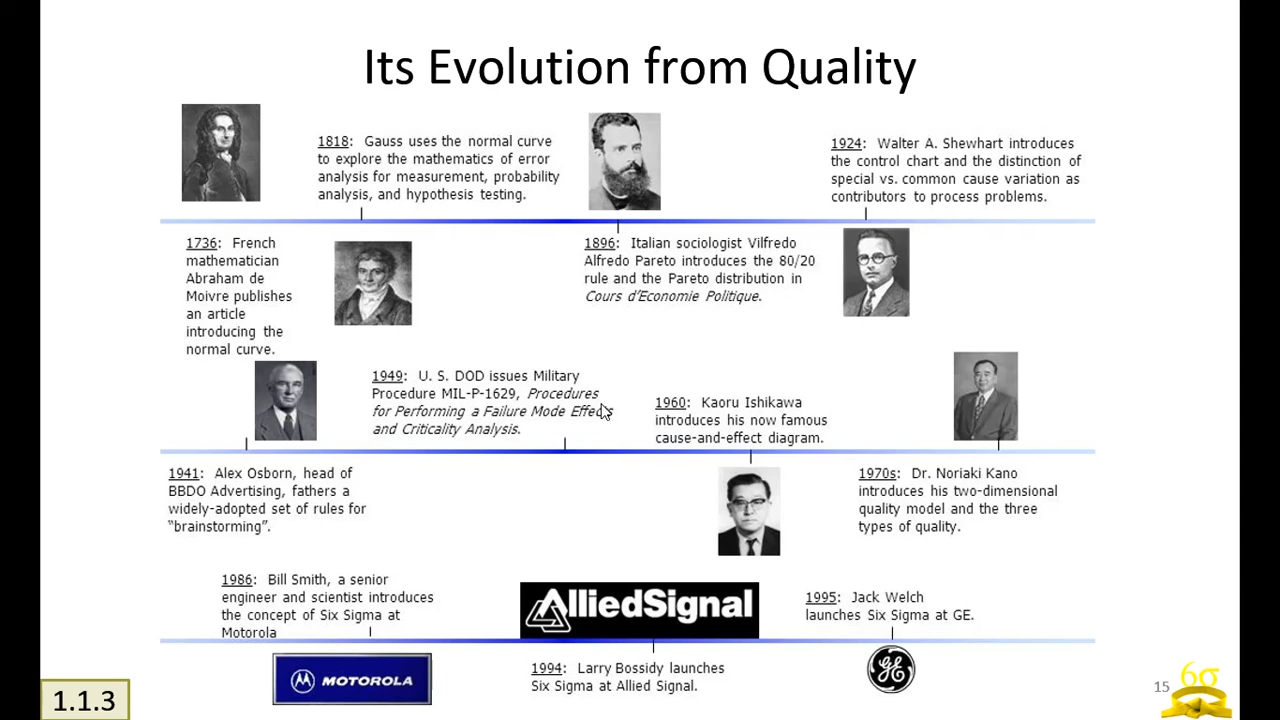 Its Evolution from Quality
1818: Gauss uses the normal curve
to explore the mathematics of error
analysis for measurement, probability
analysis, and hypothesis testing.
1924: Walter A. Shewhart introduces
the control chart and the distinction of
special vs. common cause variation as
contributors to process problems.
1736: French
mathematician
Abraham de
Moivre publishes
an article
introducing the
normal curve.
1896: Italian sociologist Vilfredo
Alfredo Pareto introduces the 80/20
rule and the Pareto distribution in
Cours d'Economie Politique.
1949: U. S. DOD issues Military
Procedure MIL-P-1629, Procedures
for Performing a Failure Mode Effects
and Criticality Analysis.
1960: Kaoru Ishikawa
introduces his now famous
cause-and-effect diagram.
1941: Alex Osborn, head of
BBDO Advertising, fathers a
widely-adopted set of rules for
“brainstorming”.
1970s: Dr. Noriaki Kano
introduces his two-dimensional
quality model and the three
types of quality.
1986: Bill Smith, a senior
engineer and scientist introduces
the concept of Six Sigma at
Motorola
AlliedSignal
1995: Jack Welch
launches Six Sigma at GE.
MOTOROLA
1994: Larry Bossidy launches
Six Sigma at Allied Signal.
GE
1.1.3
15
6σ